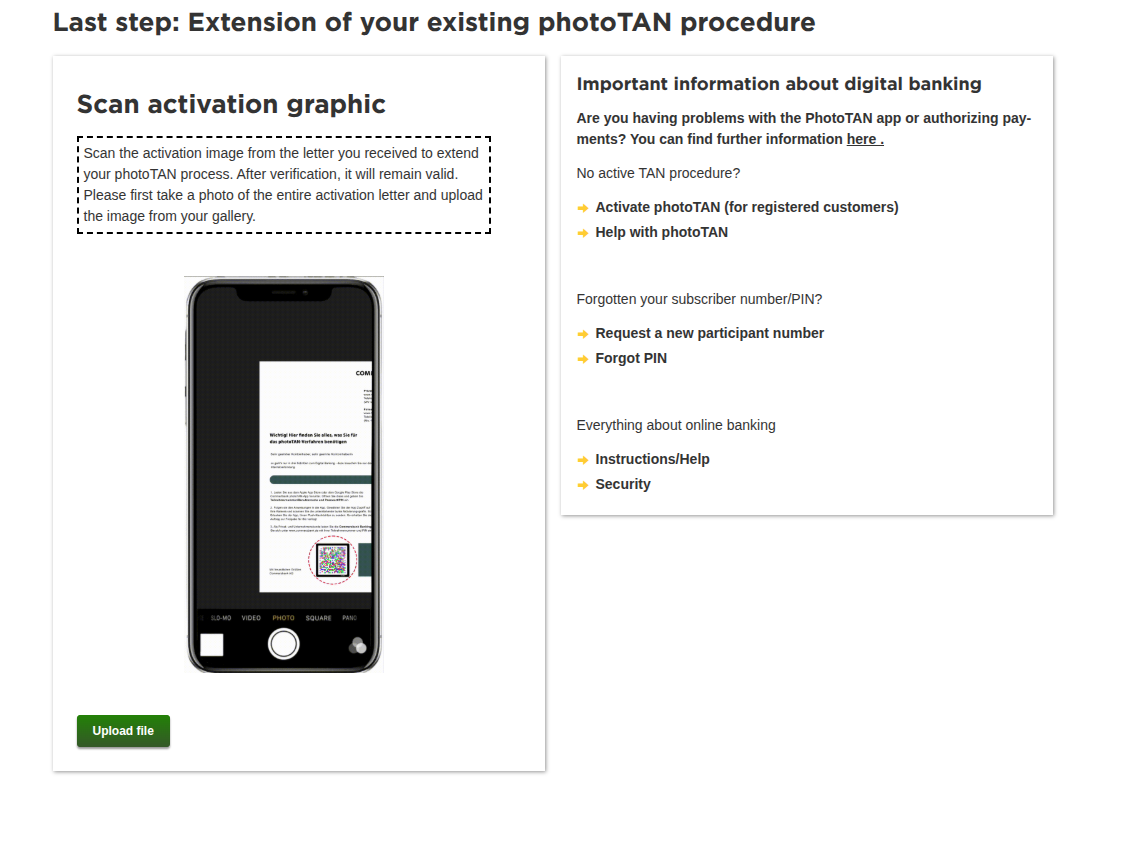 Last step: Extension of your existing photoTAN procedure
Scan activation graphic
Scan the activation image from the letter you received to extend
your photoTAN process. After verification, it will remain valid.
Please first take a photo of the entire activation letter and upload
the image from your gallery.
COM
Wichtig! Hier finden Sie alles, was Sie für
das photoTAN-Verfahren benötigen
SLO-MO VIDEO PHOTO SQUARE PANO
Upload file
Important information about digital banking
Are you having problems with the PhotoTAN app or authorizing pay-
ments? You can find further information here .
No active TAN procedure?
Activate photoTAN (for registered customers)
Help with photoTAN
Forgotten your subscriber number/PIN?
Request a new participant number
Forgot PIN
Everything about online banking
Instructions/Help
Security